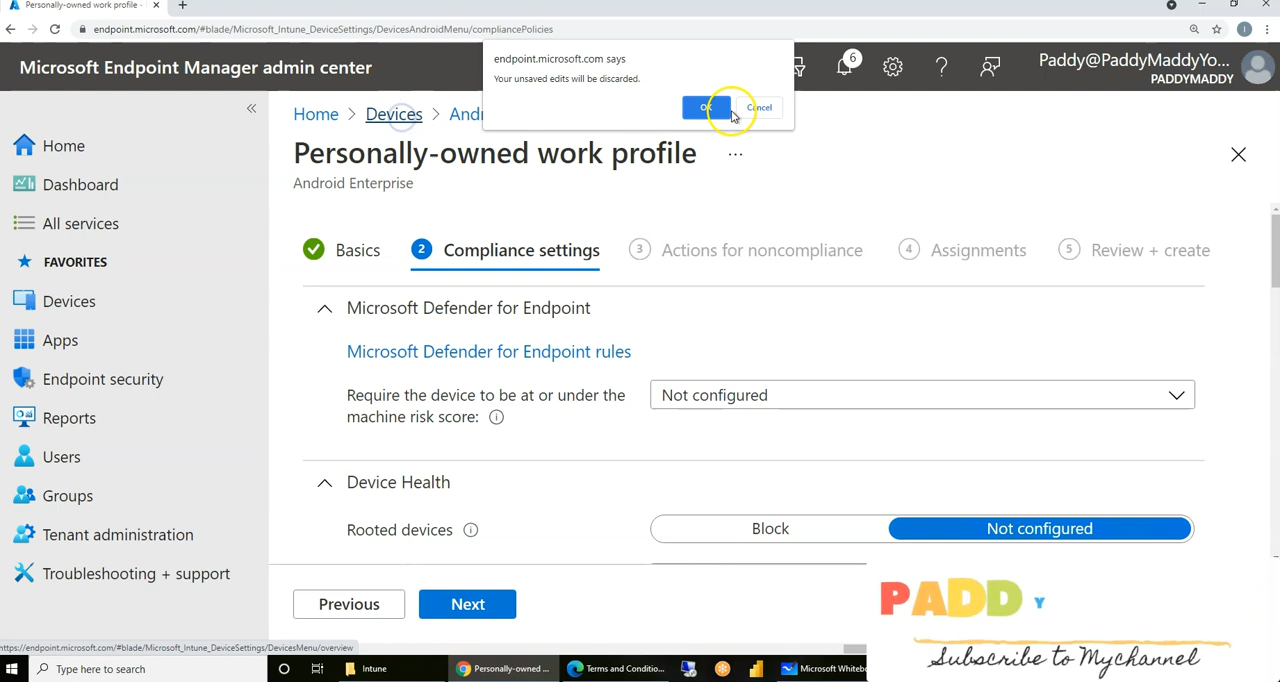 Personally-owned work profile -
endpoint.microsoft.com/#blade/Microsoft_Intune_DeviceSettings/DevicesAndroidMenu/compliancePolicies
I
Microsoft Endpoint Manager admin center
endpoint.microsoft.com says
Your unsaved edits will be discarded.
OK
Cancel
6
Paddy@PaddyMaddyYo...
PADDYMADDY
Home > Devices > And
Personally-owned work profile ...
Android Enterprise
Home
Dashboard
All services
FAVORITES
Devices
Apps
Endpoint security
Reports
Users
Groups
Tenant administration
Troubleshooting + support
Basics
2 Compliance settings
3 Actions for noncompliance
4 Assignments
5 Review + create
Microsoft Defender for Endpoint
Microsoft Defender for Endpoint rules
Require the device to be at or under the
machine risk score:
Not configured
Device Health
Rooted devices
Block
Not configured
Previous
Next
PADD Y
Subscribe to Mychannel
https://endpoint.microsoft.com/#blade/Microsoft_Intune_DeviceSettings/DevicesMenu/overview
Type here to search
Intune
Personally-owned ...
Terms and Conditio...
Microsoft Whitebo